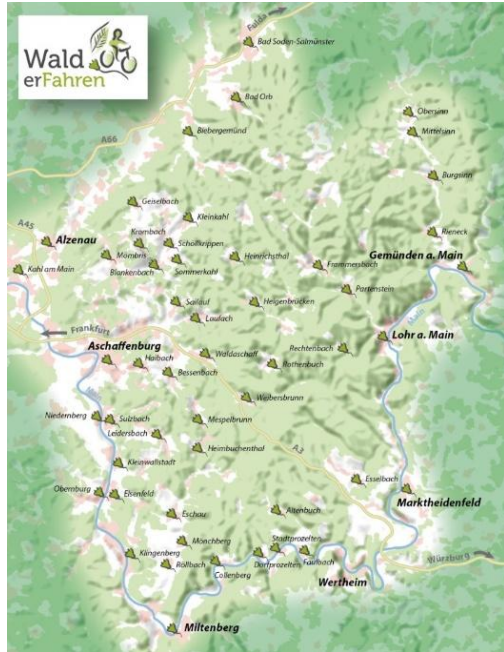 Wald
erFahren
Fulda
Bad Soden-Salmünster
Bad Orb
Obersinn
Biebergemünd
Mittelsinn
A66
Burgsinn
Geiselbach
Kleinkahl
A45
Rieneck
Alzenau
Krombach
Schöllkrippen
Gemünden a. Main
Mömbris
Heinrichsthal
Kahl am Main
Blankenbach
Sommerkahl
Frammersbach
Partenstein
Sailauf
Heigenbrücken
Main
Laufach
Frankfurt
Lohr a. Main
Aschaffenburg
Rechtenbach
Waldaschaff
Haibach
Rothenbuch
Bessenbach
Main
Weibersbrunn
Niedernberg
Sulzbach
Mespelbrunn
Leidersbach
A3
Heimbuchenthal
Kleinwallstadt
Esselbach
Obernburg
Elsenfeld
Marktheidenfeld
Eschau
Altenbuch
Mönchberg
Stadtprozelten
Klingenberg
Röllbach
Collenberg
Dorfprozelten
Faulbach
Würzburg
Wertheim
Miltenberg